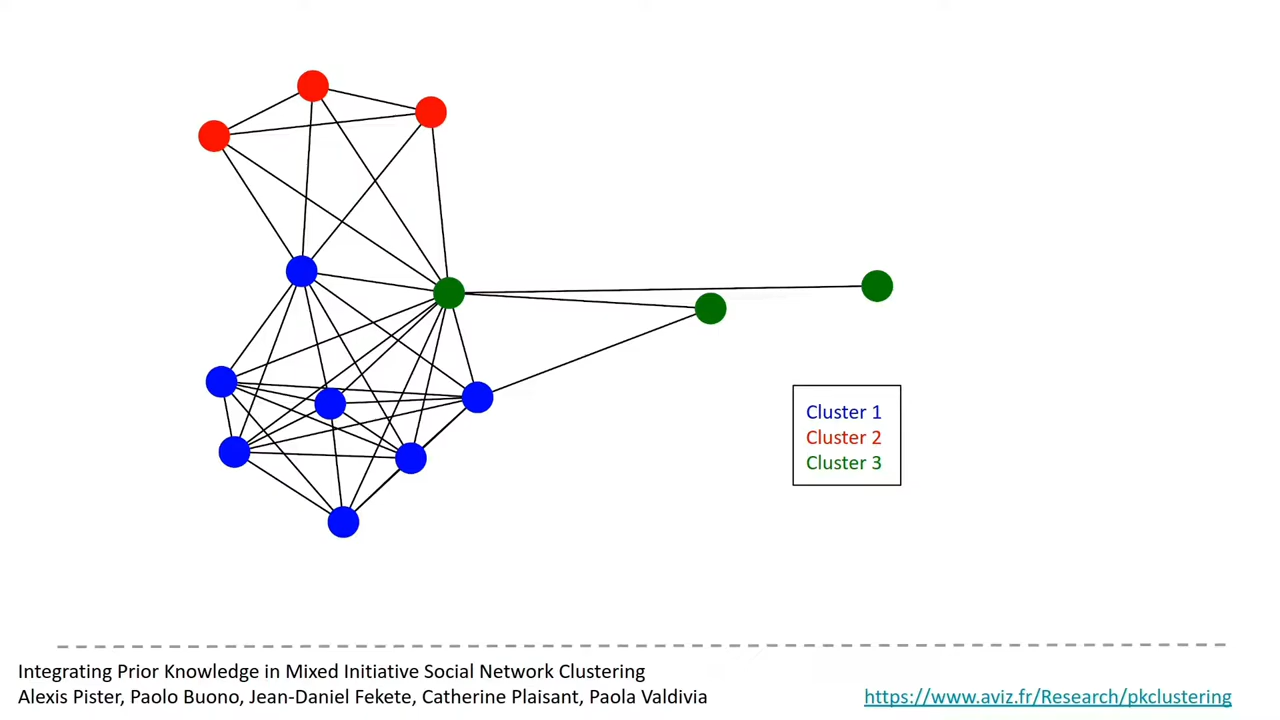 Cluster 1
Cluster 2
Cluster 3
Integrating Prior Knowledge in Mixed Initiative Social Network Clustering
Alexis Pister, Paolo Buono, Jean-Daniel Fekete, Catherine Plaisant, Paola Valdivia
https://www.aviz.fr/Research/pkclustering